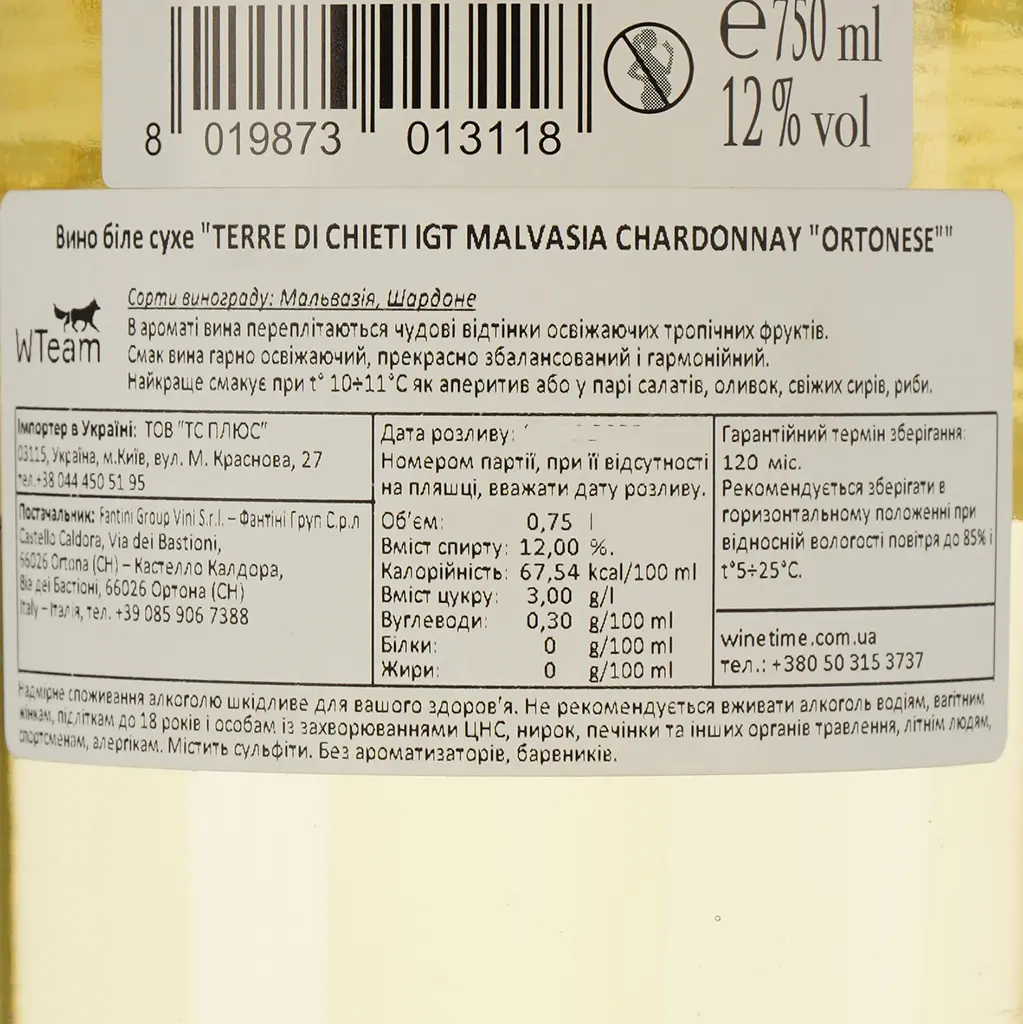 e 750 ml
12% vol
8 019873 013118
Вино біле сухе "TERRE DI CHIETI IGT MALVASIA CHARDONNAY "ORTONESE""
WTeam
Сорти винограду: Мальвазія, Шардоне
В ароматі вина переплітаються чудові відтінки освіжаючих тропічних фруктів.
Смак вина гарно освіжаючий, прекрасно збалансований і гармонійний.
Найкраще смакує при t° 10÷11°C як аперитив або у парі салатів, оливок, свіжих сирів, риби.
Імпортер в Україні: ТОВ "ТС ПЛЮС"
03115, Україна, м.Київ, вул. М. Краснова, 27
тел.+38 044 450 51 95
Постачальник: Fantini Group Vini S.r.l. – Фантіні Груп С.р.л
Castello Caldora, Via dei Bastioni,
66026 Ortona (CH) – Кастелло Калдора,
Віа деі Бастіоні, 66026 Ортона (CH)
Italy – Італія, тел. +39 085 906 7388
Дата розливу:
Номером партії, при її відсутності
на пляшці, вважати дату розливу.
Об'єм: 0,75 l
Вміст спирту: 12,00 %.
Калорійність: 67,54 kcal/100 ml
Вміст цукру: 3,00 g/l
Вуглеводи: 0,30 g/100 ml
Білки: 0 g/100 ml
Жири: 0 g/100 ml
Гарантійний термін зберігання:
120 міс.
Рекомендується зберігати в
горизонтальному положенні при
відносній вологості повітря до 85% і
t°5÷25°C.
winetime.com.ua
тел.: +380 50 315 3737
Надмірне споживання алкоголю шкідливе для вашого здоров'я. Не рекомендується вживати алкоголь водіям, вагітним
жінкам, підліткам до 18 років і особам із захворюваннями ЦНС, нирок, печінки та інших органів травлення, літнім людям,
спортсменам, алергікам. Містить сульфіти. Без ароматизаторів, барвників.